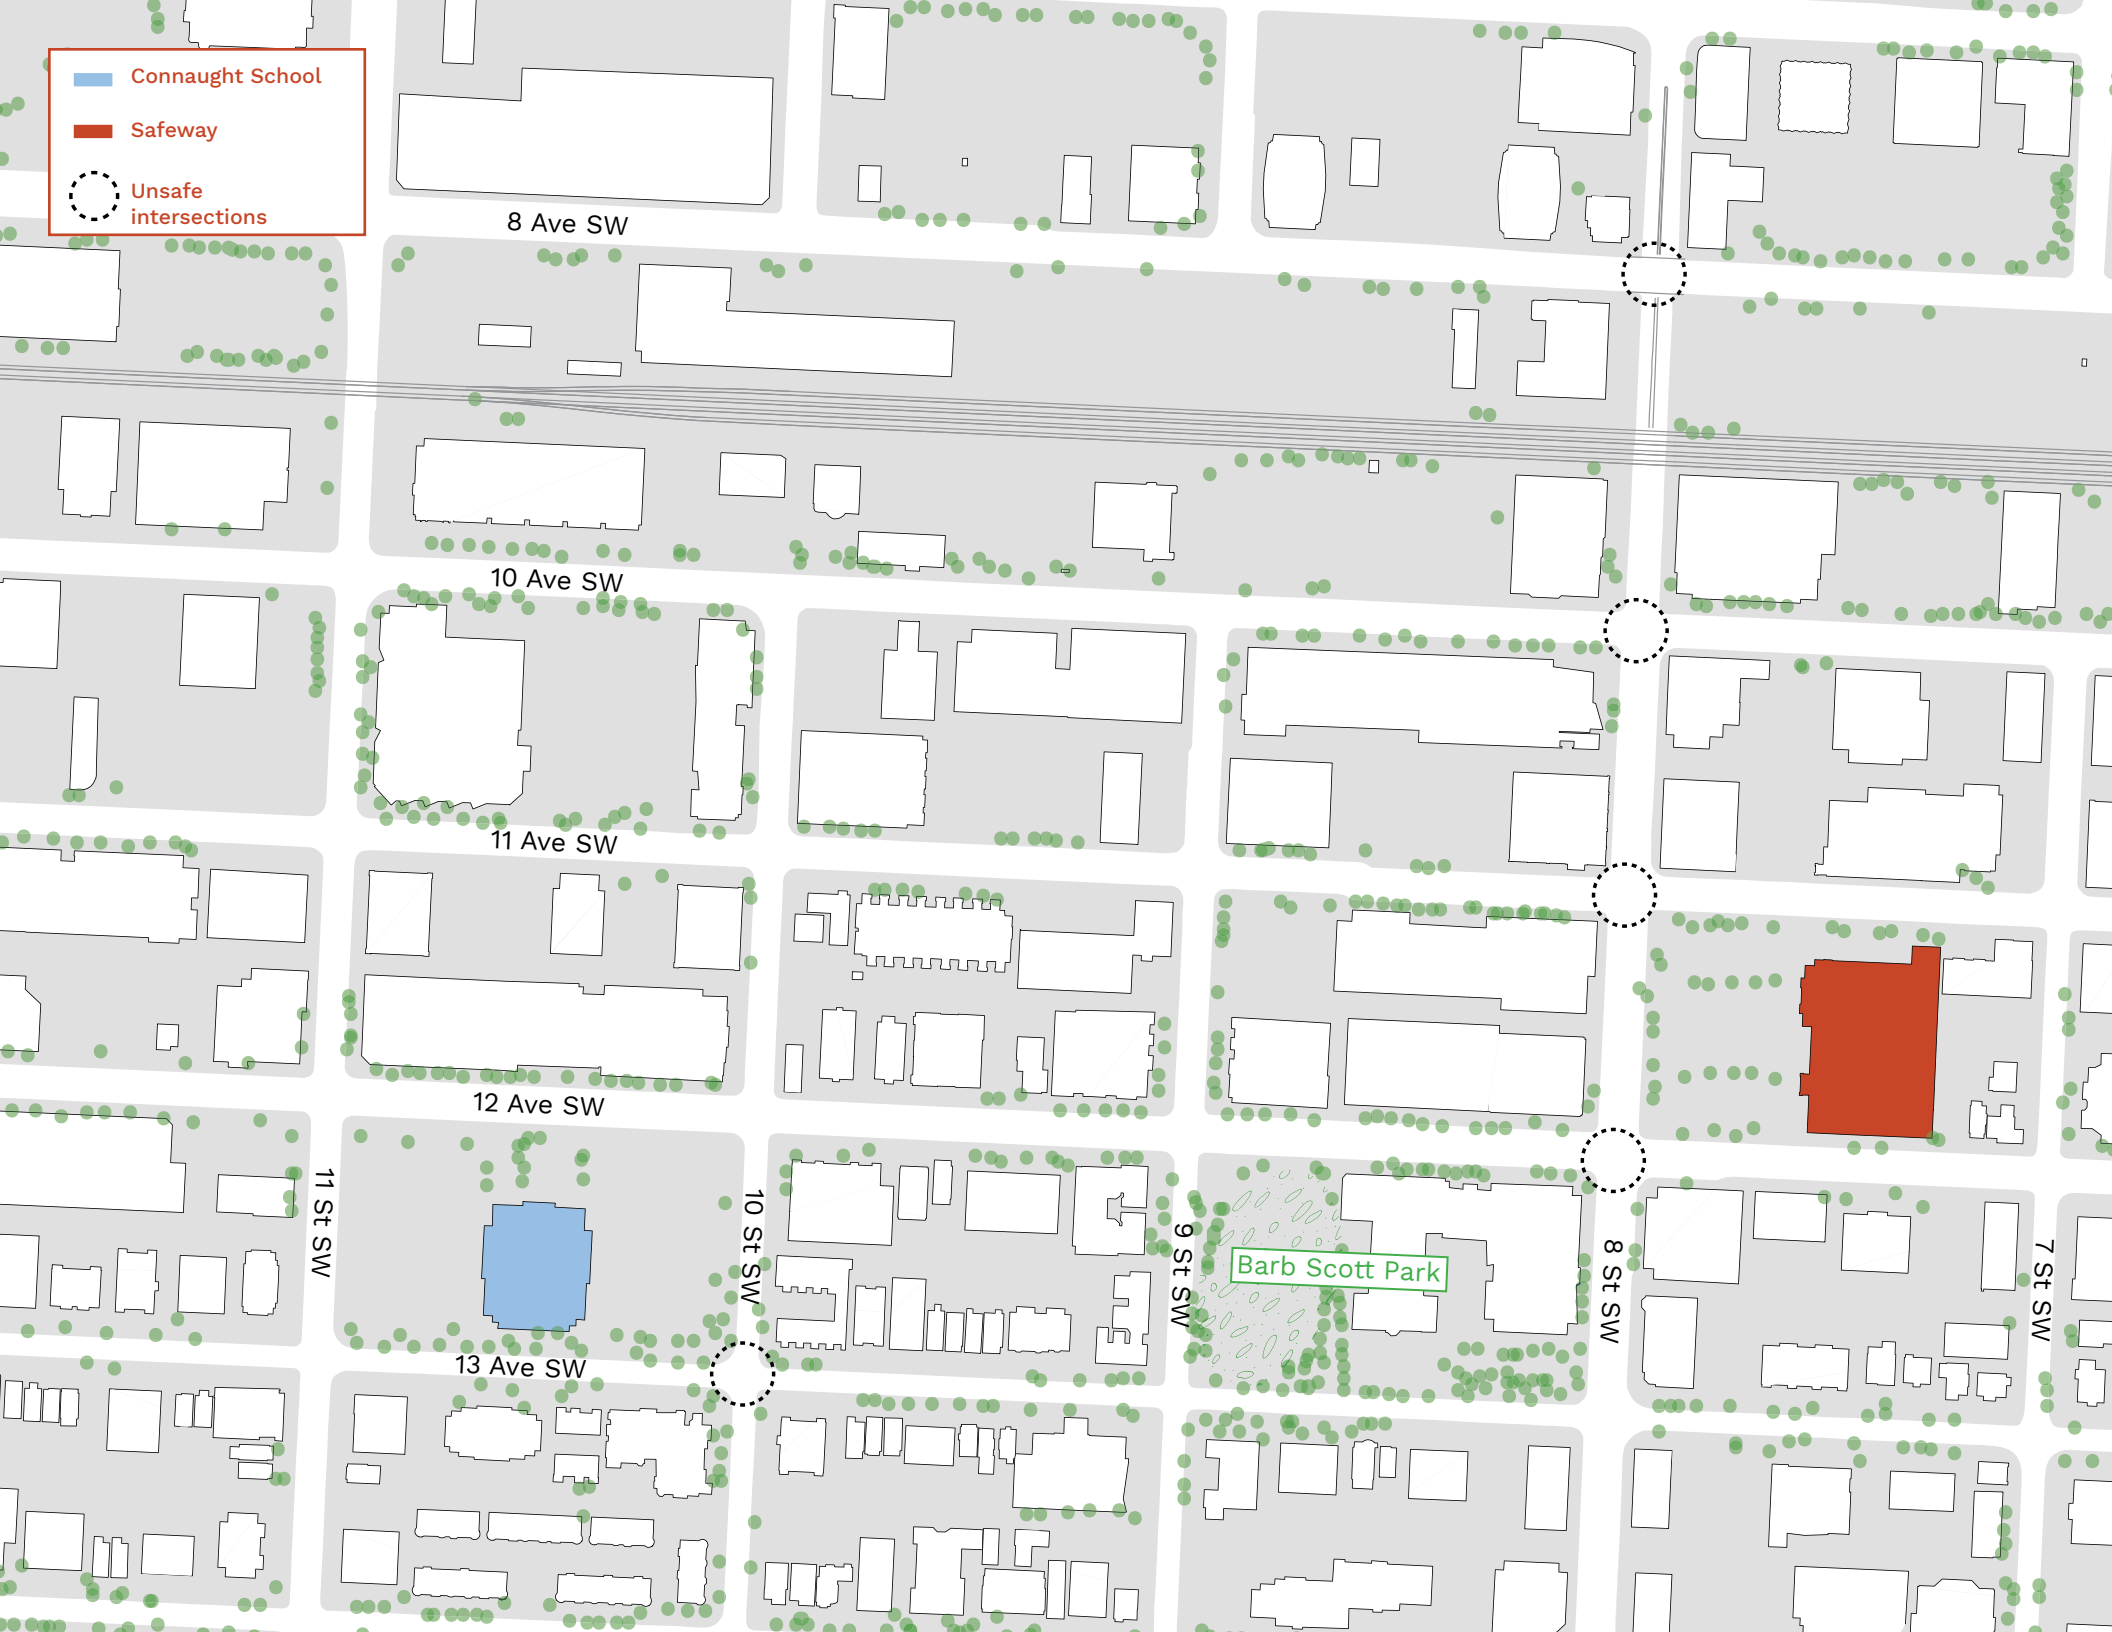 Connaught School
Safeway
Unsafe
intersections
8 Ave SW
10 Ave SW
11 Ave SW
12 Ave SW
11 St SW
10 St SW
9 St SW
Barb Scott Park
8 St SW
7 St SW
13 Ave SW